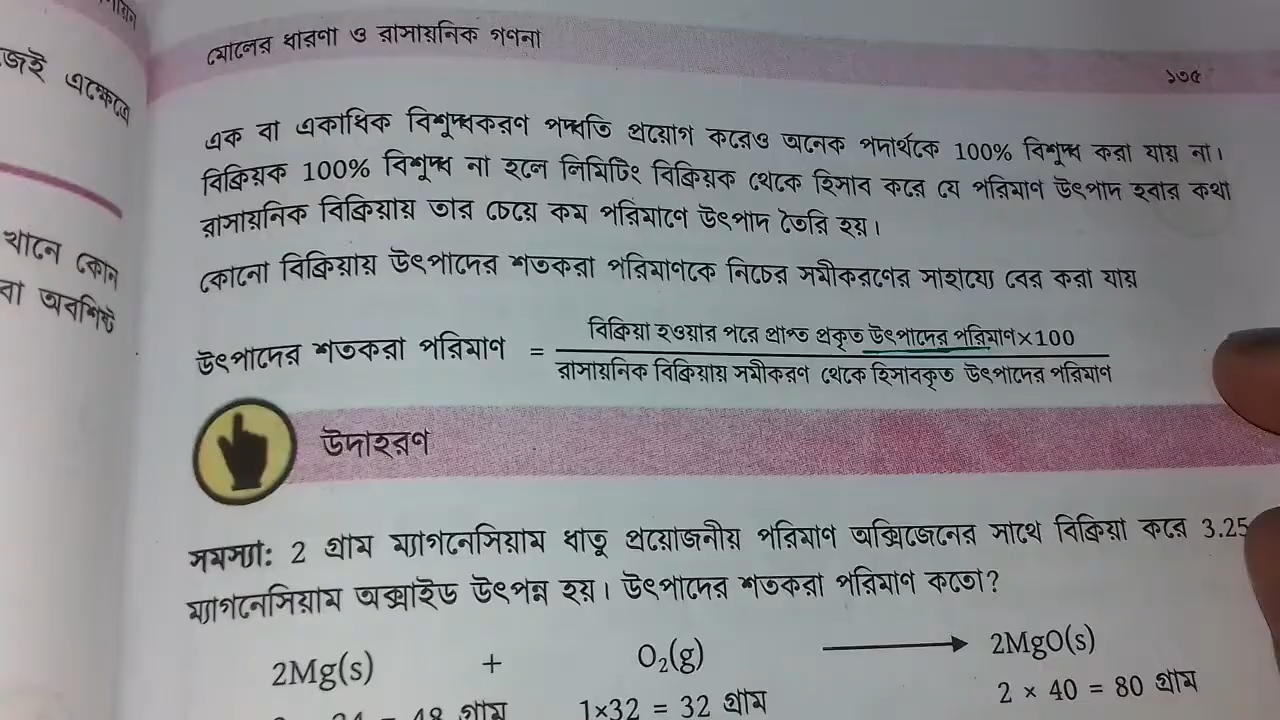 মোলের ধারণা ও রাসায়নিক গণনা
১৩৫
জেই এক্ষেত্রে
খানে কোন
বা অবশিষ্ট
এক বা একাধিক বিশুদ্ধকরণ পদ্ধতি প্রয়োগ করেও অনেক পদার্থকে 100% বিশুদ্ধ করা যায় না।
বিক্রিয়ক 100% বিশুদ্ধ না হলে লিমিটিং বিক্রিয়ক থেকে হিসাব করে যে পরিমাণ উৎপাদ হবার কথা
রাসায়নিক বিক্রিয়ায় তার চেয়ে কম পরিমাণে উৎপাদ তৈরি হয়।
কোনো বিক্রিয়ায় উৎপাদের শতকরা পরিমাণকে নিচের সমীকরণের সাহায্যে বের করা যায়
উৎপাদের শতকরা পরিমাণ =
বিক্রিয়া হওয়ার পরে প্রাপ্ত প্রকৃত উৎপাদের পরিমাণ×100
রাসায়নিক বিক্রিয়ায় সমীকরণ থেকে হিসাবকৃত উৎপাদের পরিমাণ
উদাহরণ
সমস্যা: 2 গ্রাম ম্যাগনেসিয়াম ধাতু প্রয়োজনীয় পরিমাণ অক্সিজেনের সাথে বিক্রিয়া করে 3.25
ম্যাগনেসিয়াম অক্সাইড উৎপন্ন হয়। উৎপাদের শতকরা পরিমাণ কতো?
2Mg(s) + O₂(g) ⟶ 2MgO(s)
= 48 গ্রাম 1×32 = 32 গ্রাম 2 × 40 = 80 গ্রাম